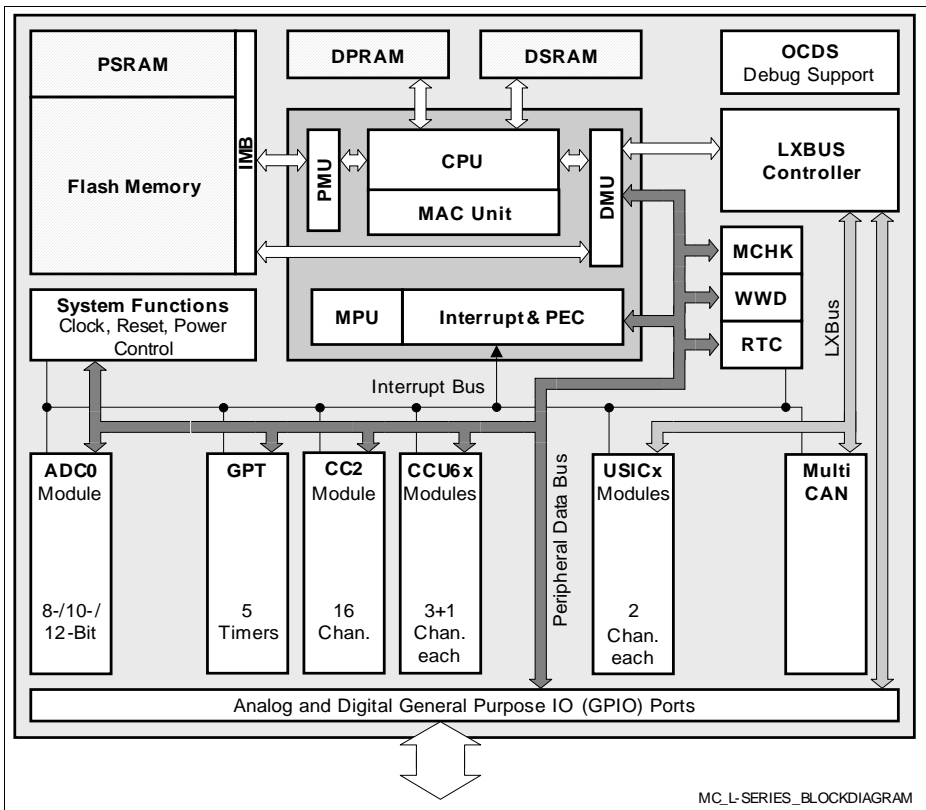 PSRAM
DPRAM
DSRAM
OCDS
Debug Support
IMB
Flash Memory
PMU
CPU
MAC Unit
DMU
LXBUS
Controller
MCHK
WWD
RTC
LXBus
System Functions
Clock, Reset, Power
Control
MPU
Interrupt & PEC
Interrupt Bus
Peripheral Data Bus
ADC0
Module
8-/10-/
12-Bit
GPT
5
Timers
CC2
Module
16
Chan.
CCU6x
Modules
3+1
Chan.
each
USICx
Modules
2
Chan.
each
Multi
CAN
Analog and Digital General Purpose IO (GPIO) Ports
MC_L-SERIES_BLOCKDIAGRAM